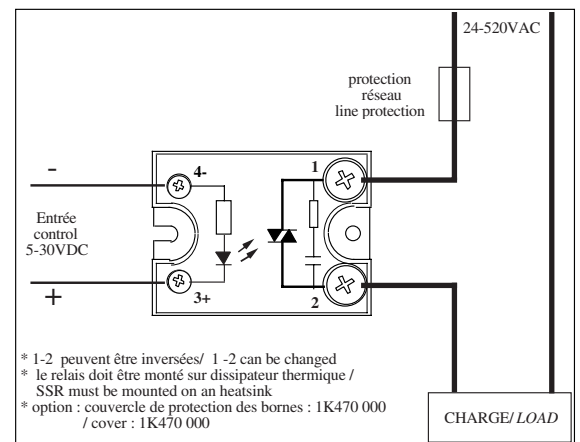 24-520VAC
protection
réseau
line protection
-
4-
1
Entrée
control
5-30VDC
+
3+
2
* 1-2 peuvent être inversées/ 1 -2 can be changed
* le relais doit être monté sur dissipateur thermique /
SSR must be mounted on an heatsink
* option : couvercle de protection des bornes : 1K470 000
/ cover : 1K470 000
CHARGE/ LOAD